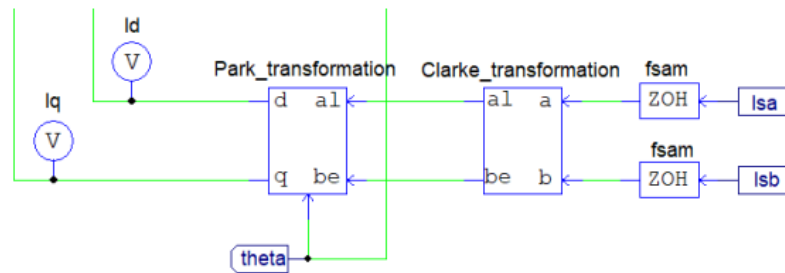 Id
V
Park_transformation
Clarke_transformation
fsam
Iq
d al
al a
ZOH
Isa
V
fsam
q be
be b
ZOH
Isb
theta